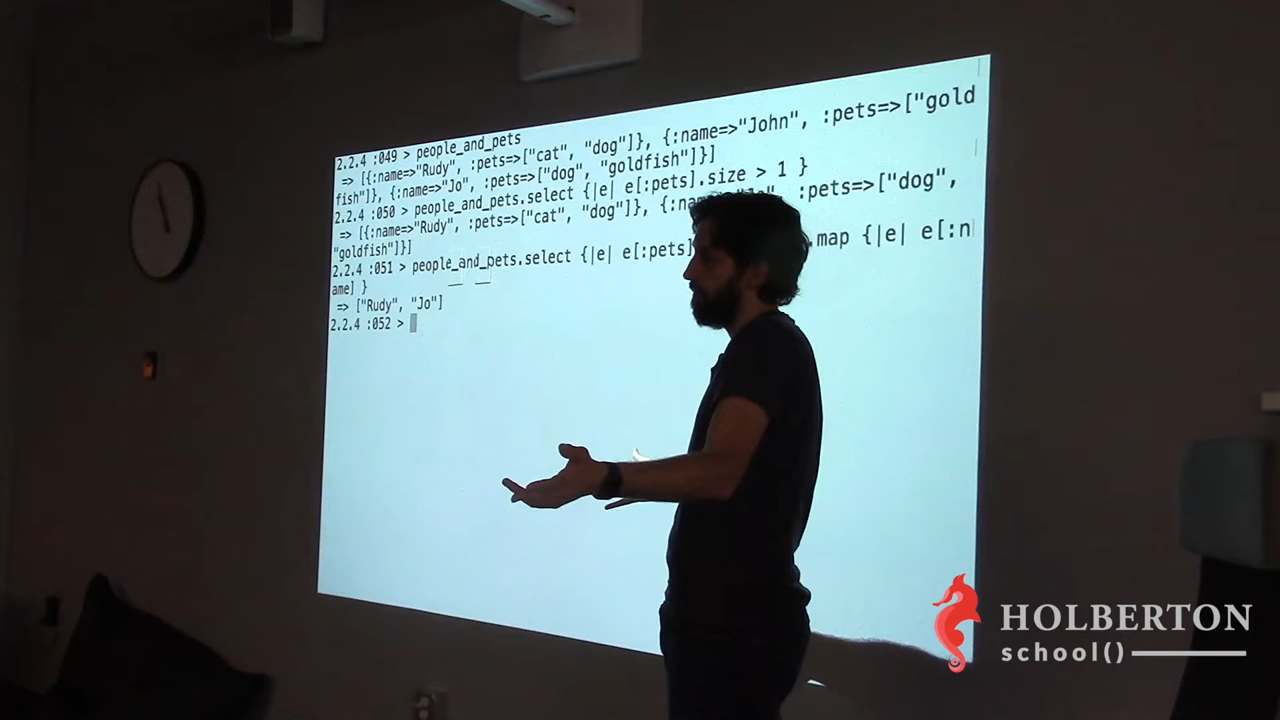 2.2.4 :049 > people_and_pets
=> [{:name=>"Rudy", :pets=>["cat", "dog"]}, {:name=>"John", :pets=>["gold
fish"]}, {:name=>"Jo", :pets=>["dog", "goldfish"]}]
2.2.4 :050 > people_and_pets.select {|e| e[:pets].size > 1 }
=> [{:name=>"Rudy", :pets=>["cat", "dog"]}, :pets=>["dog",
"goldfish"]}]
2.2.4 :051 > people_and_pets.select {|e| e[:pets] .map {|e| e[:n
ame] }
=> ["Rudy", "Jo"]
2.2.4 :052 >
HOLBERTON
school()